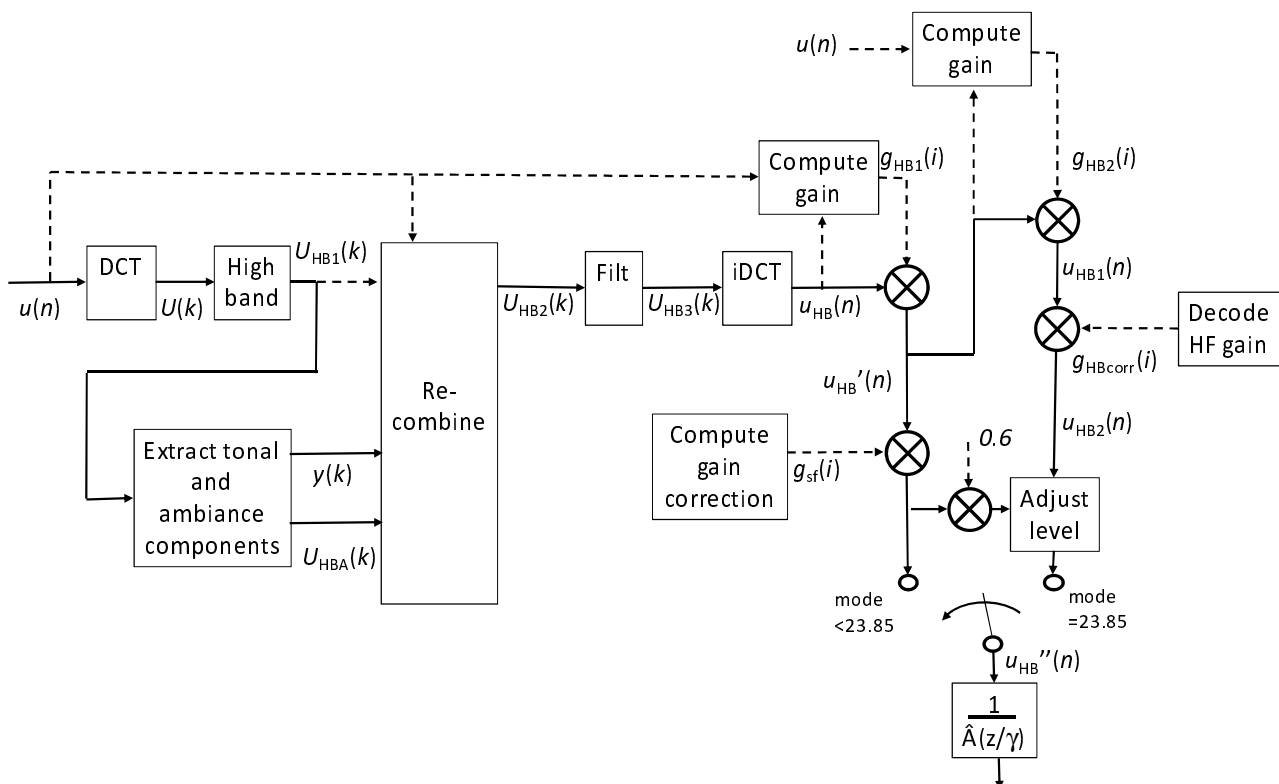 u(n)
Compute
gain
g_HB2(i)
Compute
gain
g_HB1(i)
u(n)
DCT
U(k)
High
band
U_HB1(k)
Re-
combine
U_HB2(k)
Filt
U_HB3(k)
iDCT
u_HB(n)
u_HB1(n)
Decode
HF gain
g_HBcorr(i)
u_HB'(n)
u_HB2(n)
Extract tonal
and
ambiance
components
y(k)
U_HBA(k)
Compute
gain
correction
g_sf(i)
0.6
Adjust
level
mode
<23.85
mode
=23.85
u_HB''(n)
1
Â(z/γ)